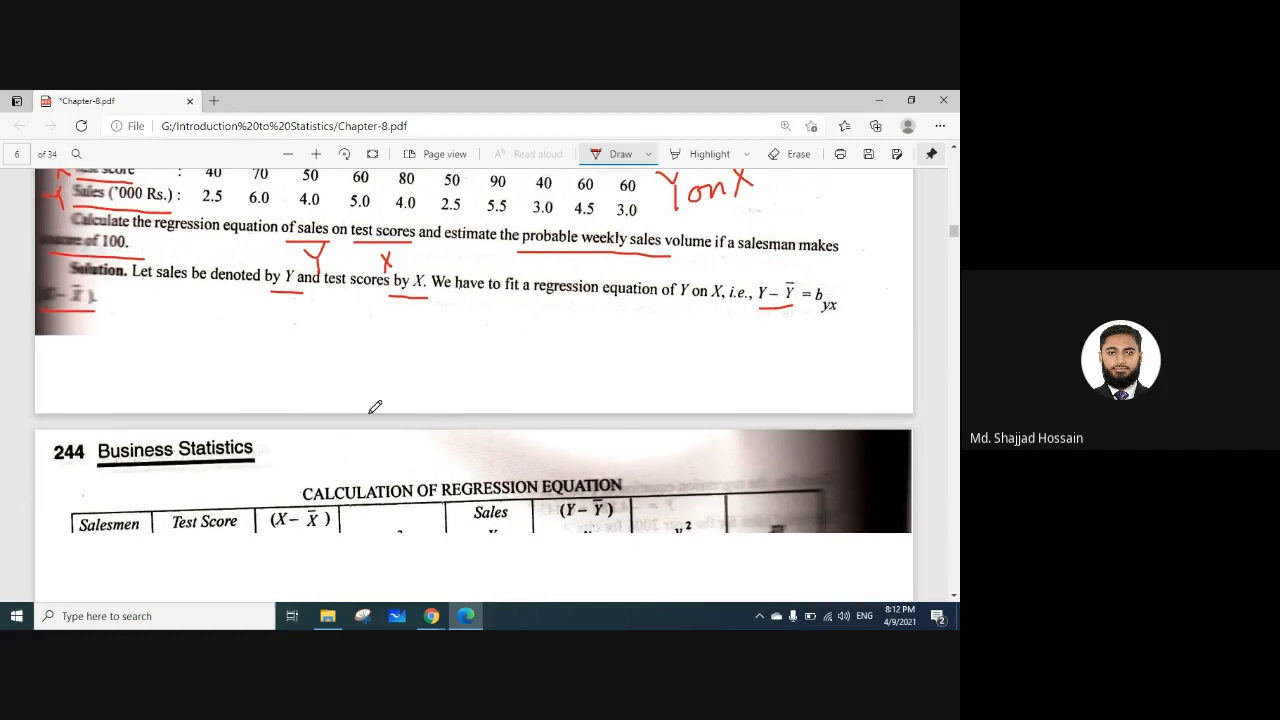 *Chapter-8.pdf
File G:/Introduction%20to%20Statistics/Chapter-8.pdf
6 of 34 Page view Read aloud Draw Highlight Erase
X Test score : 40 70 50 60 80 50 90 40 60 60
Y Sales ('000 Rs.) : 2.5 6.0 4.0 5.0 4.0 2.5 5.5 3.0 4.5 3.0
Y on X
Calculate the regression equation of sales on test scores and estimate the probable weekly sales volume if a salesman makes
of 100.
Y X
Solution. Let sales be denoted by Y and test scores by X. We have to fit a regression equation of Y on X, i.e., Y – Ȳ = b yx
X̄ ).
244 Business Statistics
CALCULATION OF REGRESSION EQUATION
Salesmen Test Score (X – X̄ ) Sales (Y – Ȳ )
Md. Shajjad Hossain
Type here to search
ENG
8:12 PM
4/9/2021
2